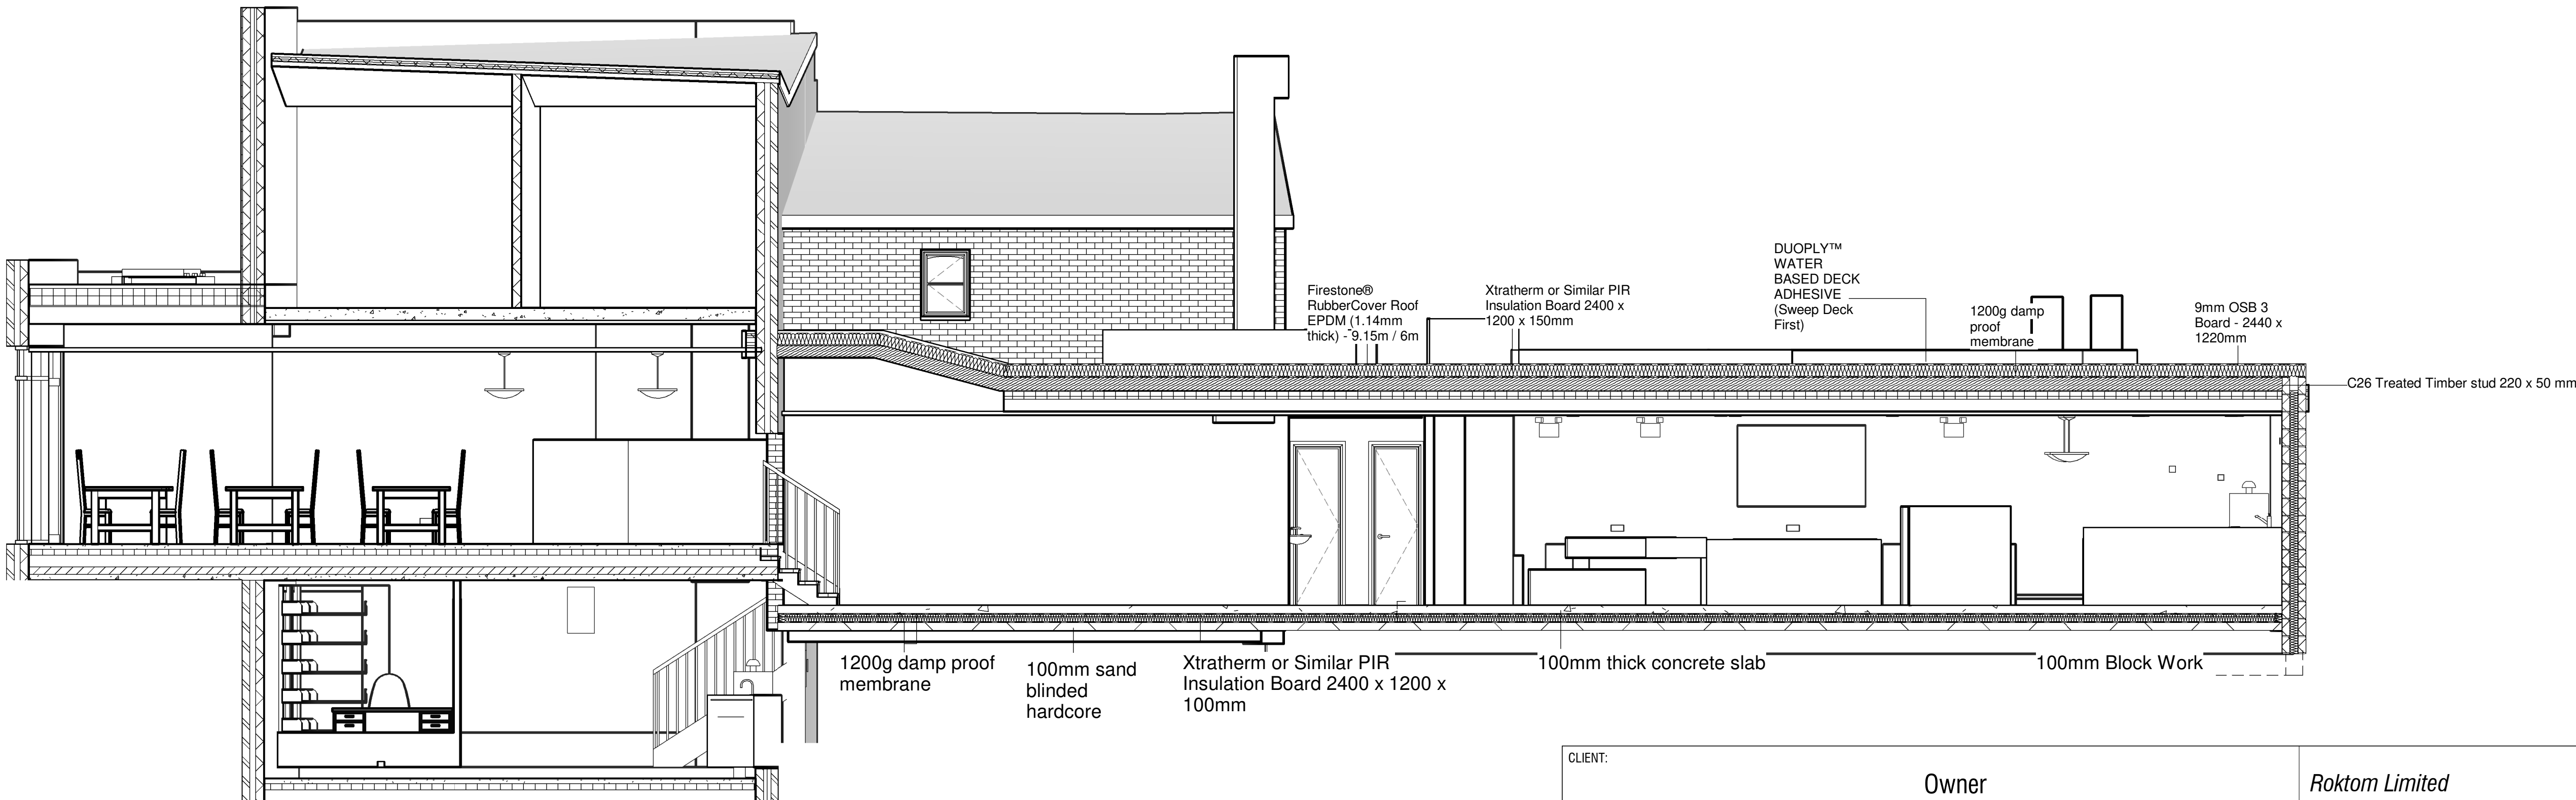 Firestone®
RubberCover Roof
EPDM (1.14mm
thick) - 9.15m / 6m
Xtratherm or Similar PIR
Insulation Board 2400 x
1200 x 150mm
DUOPLY™
WATER
BASED DECK
ADHESIVE
(Sweep Deck
First)
1200g damp
proof
membrane
9mm OSB 3
Board - 2440 x
1220mm
C26 Treated Timber stud 220 x 50 mm
1200g damp proof
membrane
100mm sand
blinded
hardcore
Xtratherm or Similar PIR
Insulation Board 2400 x 1200 x
100mm
100mm thick concrete slab
100mm Block Work
CLIENT:
Owner
Roktom Limited